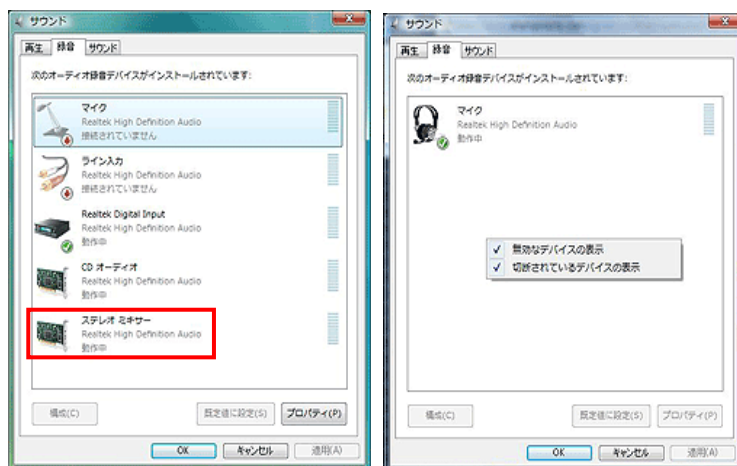 サウンド
再生 録音 サウンド
次のオーディオ録音デバイスがインストールされています:
マイク
Realtek High Definition Audio
接続されていません
ライン入力
Realtek High Definition Audio
接続されていません
Realtek Digital Input
Realtek High Definition Audio
動作中
CD オーディオ
Realtek High Definition Audio
動作中
ステレオ ミキサー
Realtek High Definition Audio
動作中
構成(C) 既定値に設定(S) プロパティ(P)
OK キャンセル 適用(A)
サウンド
再生 録音 サウンド
次のオーディオ録音デバイスがインストールされています:
マイク
Realtek High Definition Audio
動作中
無効なデバイスの表示
切断されているデバイスの表示
構成(C) 既定値に設定(S) プロパティ(P)
OK キャンセル 適用(A)